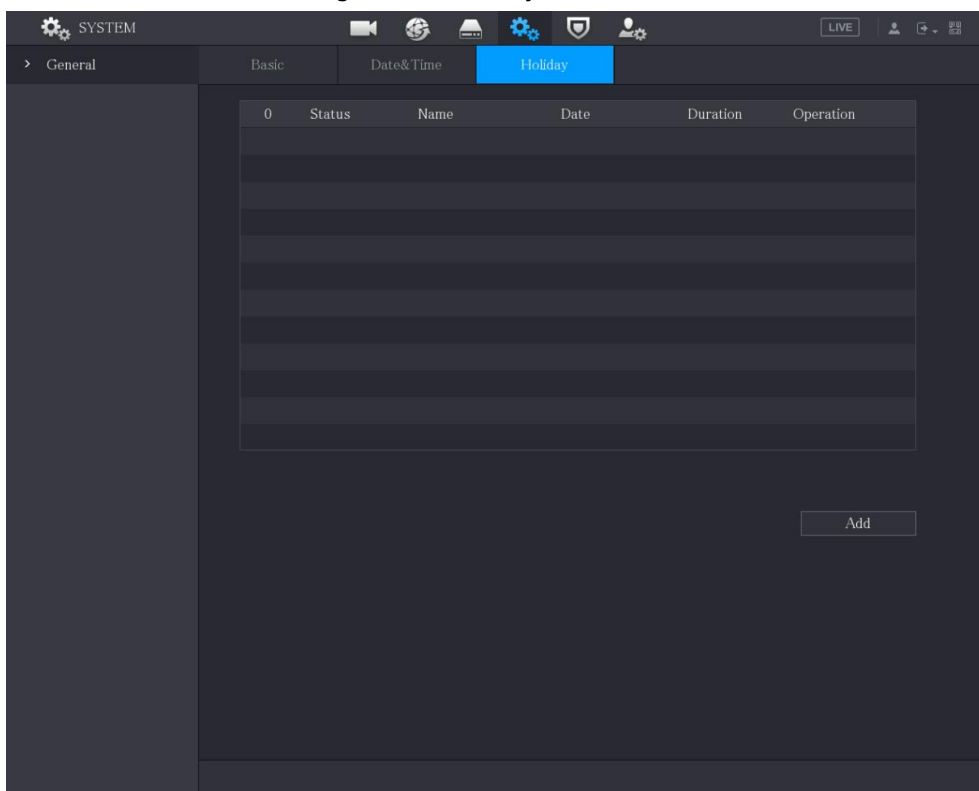 SYSTEM LIVE
General Basic Date&Time Holiday
0 Status Name Date Duration Operation
Add